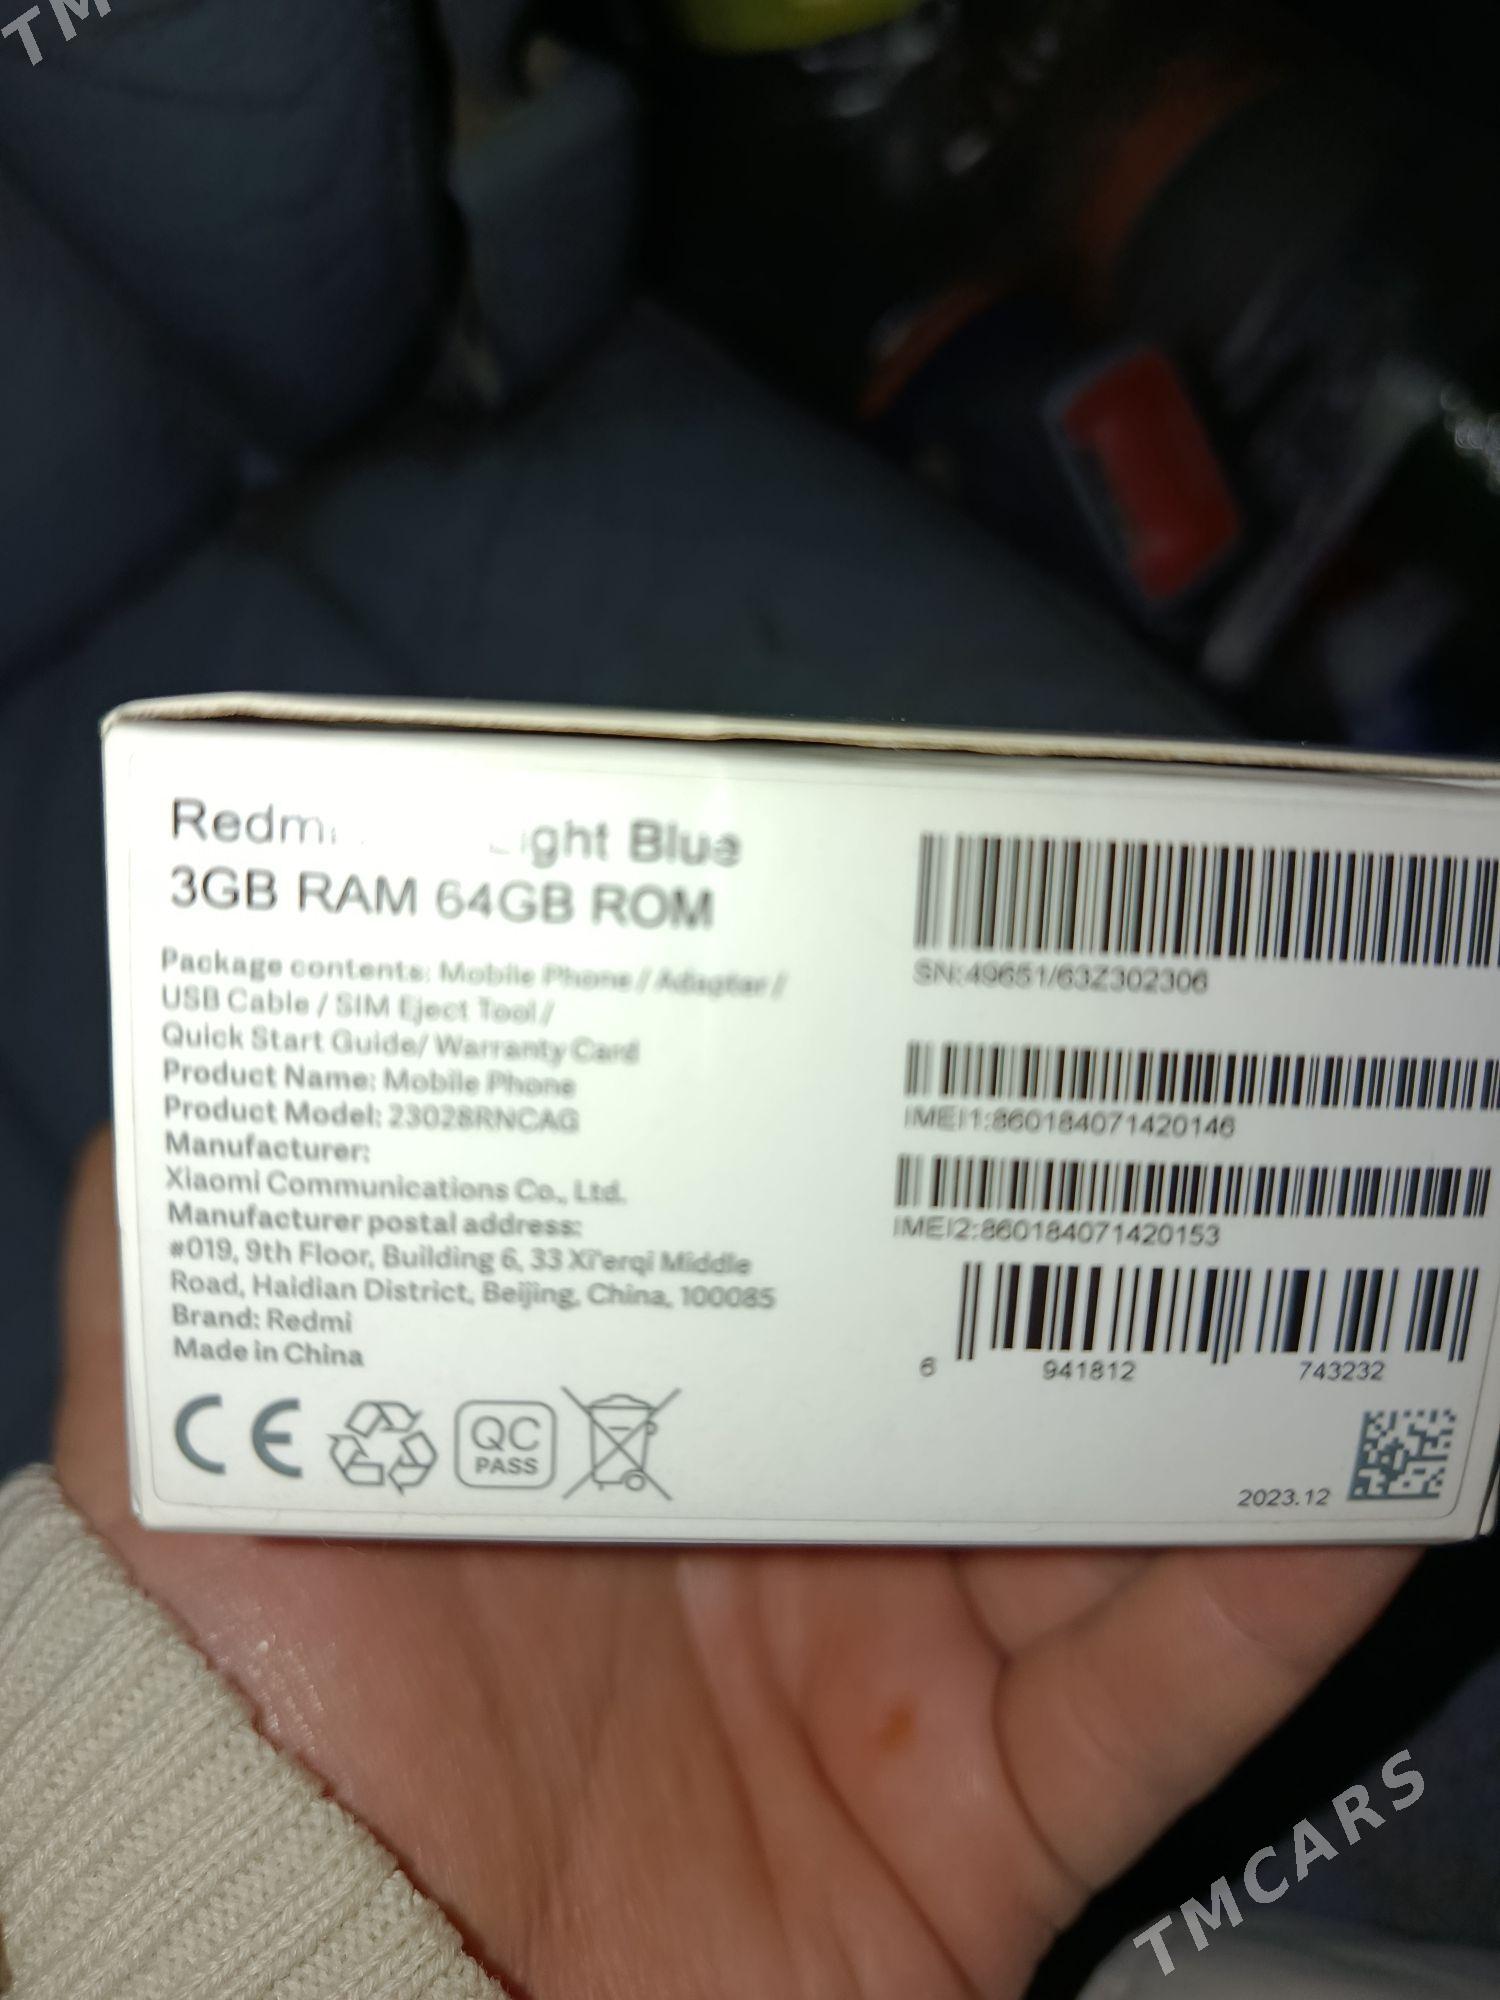 TM
Redmi ight Blue
3GB RAM 64GB ROM
Package contents: Mobile Phone / Adapter /
USB Cable / SIM Eject Tool /
Quick Start Guide/ Warranty Card
Product Name: Mobile Phone
Product Model: 23028RNCAG
Manufacturer:
Xiaomi Communications Co., Ltd.
Manufacturer postal address:
#019, 9th Floor, Building 6, 33 Xi'erqi Middle
Road, Haidian District, Beijing, China, 100085
Brand: Redmi
Made in China
CE
QC
PASS
SN:49651/63Z302306
IMEI1:860184071420146
IMEI2:860184071420153
6 941812 743232
2023.12
TMCARS